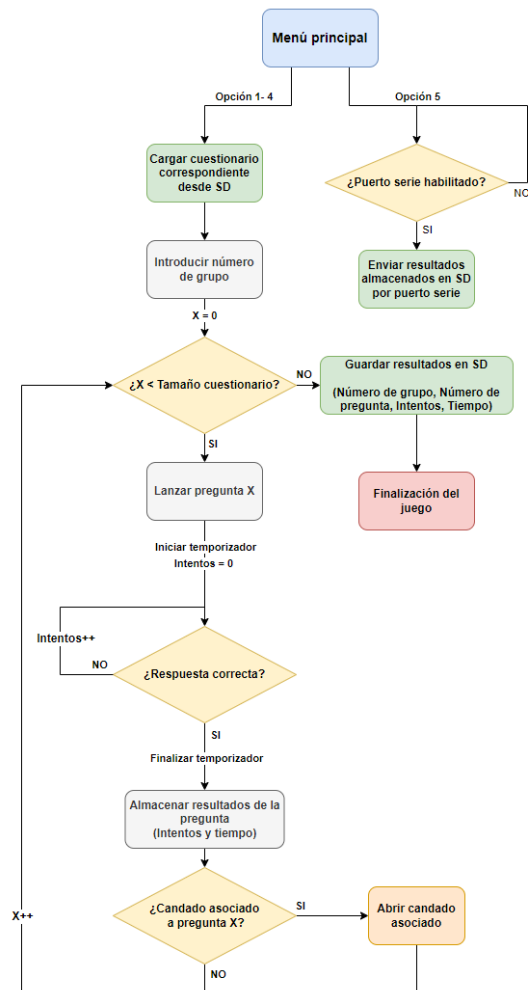 Menú principal
Opción 1- 4
Opción 5
Cargar cuestionario
correspondiente
desde SD
¿Puerto serie habilitado?
NO
SI
Introducir número
de grupo
Enviar resultados
almacenados en SD
por puerto serie
X = 0
¿X < Tamaño cuestionario?
NO
Guardar resultados en SD
(Número de grupo, Número de
pregunta, Intentos, Tiempo)
SI
Lanzar pregunta X
Finalización del
juego
Iniciar temporizador
Intentos = 0
Intentos++
NO
¿Respuesta correcta?
SI
Finalizar temporizador
Almacenar resultados de la
pregunta
(Intentos y tiempo)
¿Candado asociado
a pregunta X?
SI
Abrir candado
asociado
X++
NO